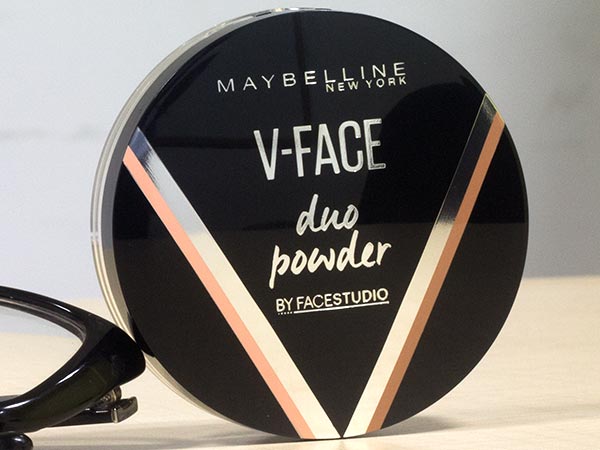 MAYBELLINE
NEW YORK
V-FACE
duo
powder
BY FACESTUDIO